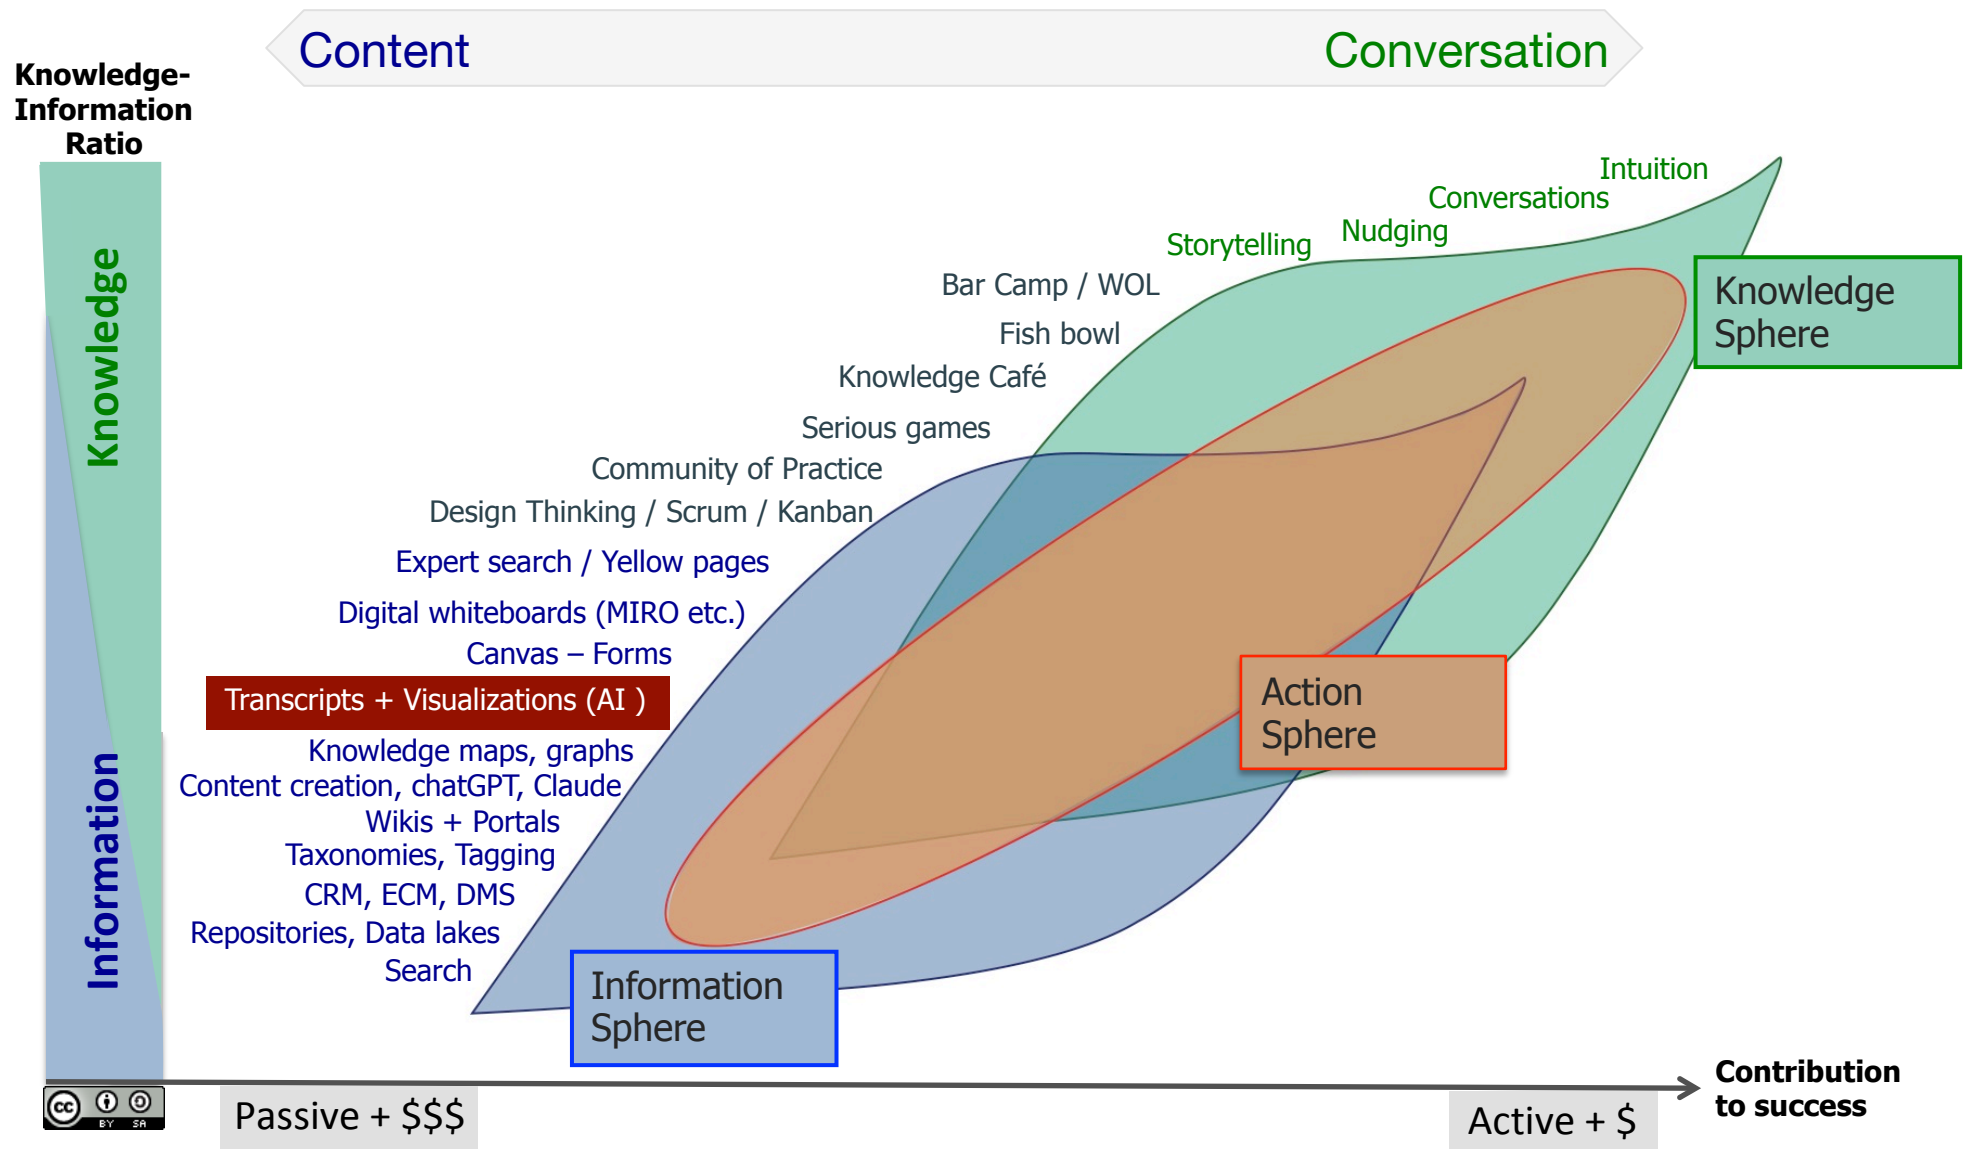 Content
Conversation
Knowledge-
Information
Ratio
Knowledge
Information
Intuition
Conversations
Nudging
Storytelling
Bar Camp / WOL
Fish bowl
Knowledge Café
Serious games
Community of Practice
Design Thinking / Scrum / Kanban
Expert search / Yellow pages
Digital whiteboards (MIRO etc.)
Canvas – Forms
Transcripts + Visualizations (AI )
Knowledge maps, graphs
Content creation, chatGPT, Claude
Wikis + Portals
Taxonomies, Tagging
CRM, ECM, DMS
Repositories, Data lakes
Search
Knowledge
Sphere
Action
Sphere
Information
Sphere
Contribution
to success
Passive + $$$
Active + $
cc
BY SA